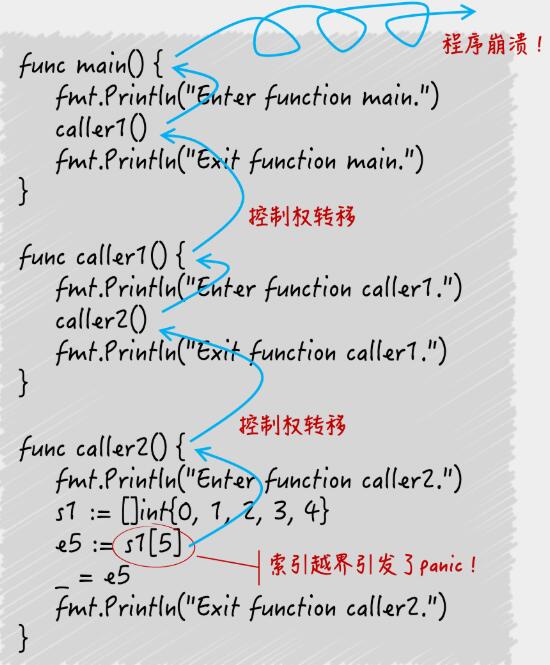 程序崩溃!
func main() {
fmt.Println("Enter function main.")
caller1()
fmt.Println("Exit function main.")
}
控制权转移
func caller1() {
fmt.Println("Enter function caller1.")
caller2()
fmt.Println("Exit function caller1.")
}
控制权转移
func caller2() {
fmt.Println("Enter function caller2.")
s1 := []int{0, 1, 2, 3, 4}
e5 := s1[5]
索引越界引发了panic!
_ = e5
fmt.Println("Exit function caller2.")
}